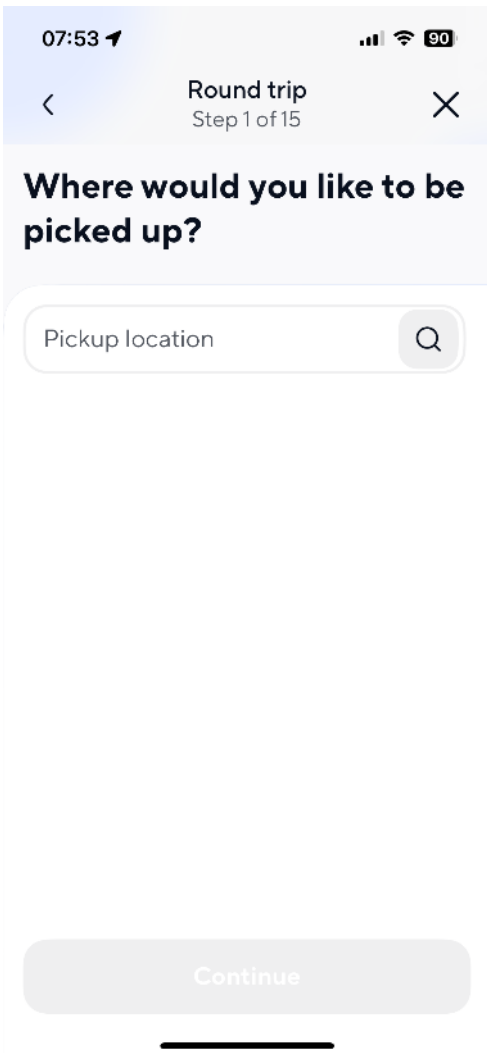 07:53
90
Round trip
Step 1 of 15
Where would you like to be
picked up?
Pickup location
Continue